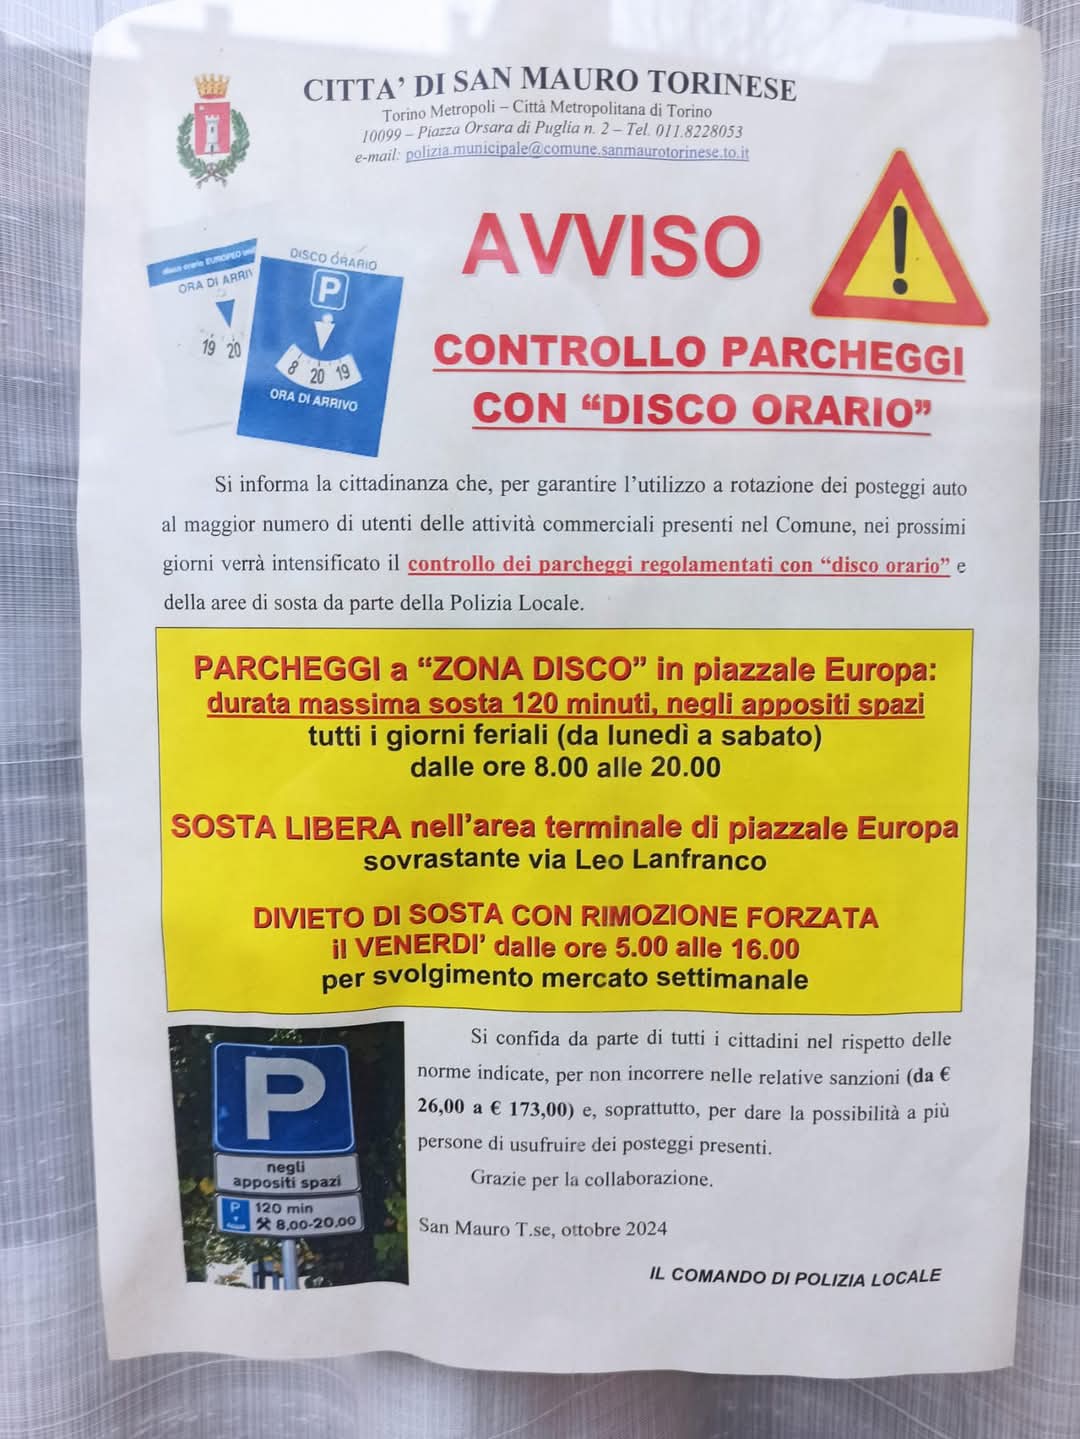 CITTA' DI SAN MAURO TORINESE
Torino Metropoli – Città Metropolitana di Torino
10099 – Piazza Orsara di Puglia n. 2 – Tel. 011.8228053
e-mail: polizia.municipale@comune.sanmaurotorinese.to.it
AVVISO
disco orario EUROPEO
ORA DI ARRIV
19 20
DISCO ORARIO
P
8 20 19
ORA DI ARRIVO
CONTROLLO PARCHEGGI
CON “DISCO ORARIO”
Si informa la cittadinanza che, per garantire l’utilizzo a rotazione dei posteggi auto
al maggior numero di utenti delle attività commerciali presenti nel Comune, nei prossimi
giorni verrà intensificato il controllo dei parcheggi regolamentati con “disco orario” e
della aree di sosta da parte della Polizia Locale.
PARCHEGGI a “ZONA DISCO” in piazzale Europa:
durata massima sosta 120 minuti, negli appositi spazi
tutti i giorni feriali (da lunedì a sabato)
dalle ore 8.00 alle 20.00
SOSTA LIBERA nell’area terminale di piazzale Europa
sovrastante via Leo Lanfranco
DIVIETO DI SOSTA CON RIMOZIONE FORZATA
il VENERDI’ dalle ore 5.00 alle 16.00
per svolgimento mercato settimanale
P
negli
appositi spazi
P 120 min
8,00-20,00
Si confida da parte di tutti i cittadini nel rispetto delle
norme indicate, per non incorrere nelle relative sanzioni (da €
26,00 a € 173,00) e, soprattutto, per dare la possibilità a più
persone di usufruire dei posteggi presenti.
Grazie per la collaborazione.
San Mauro T.se, ottobre 2024
IL COMANDO DI POLIZIA LOCALE